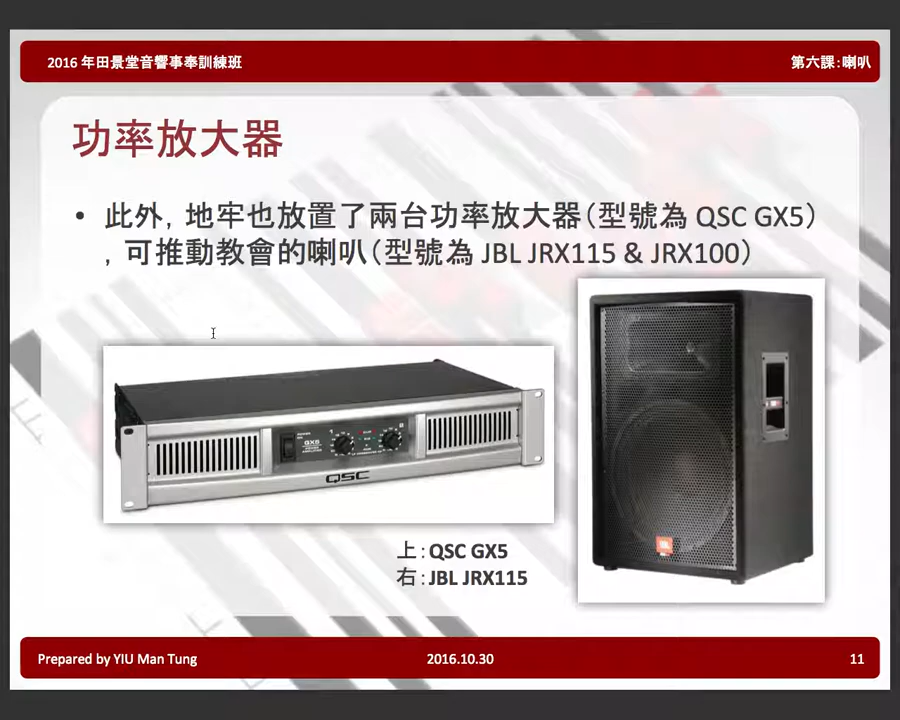 2016 年田景堂音響事奉訓練班
第六課：喇叭
功率放大器
• 此外，地牢也放置了兩台功率放大器（型號為 QSC GX5）
，可推動教會的喇叭（型號為 JBL JRX115 & JRX100）
GX5
QSC
JBL
上：QSC GX5
右：JBL JRX115
Prepared by YIU Man Tung
2016.10.30
11